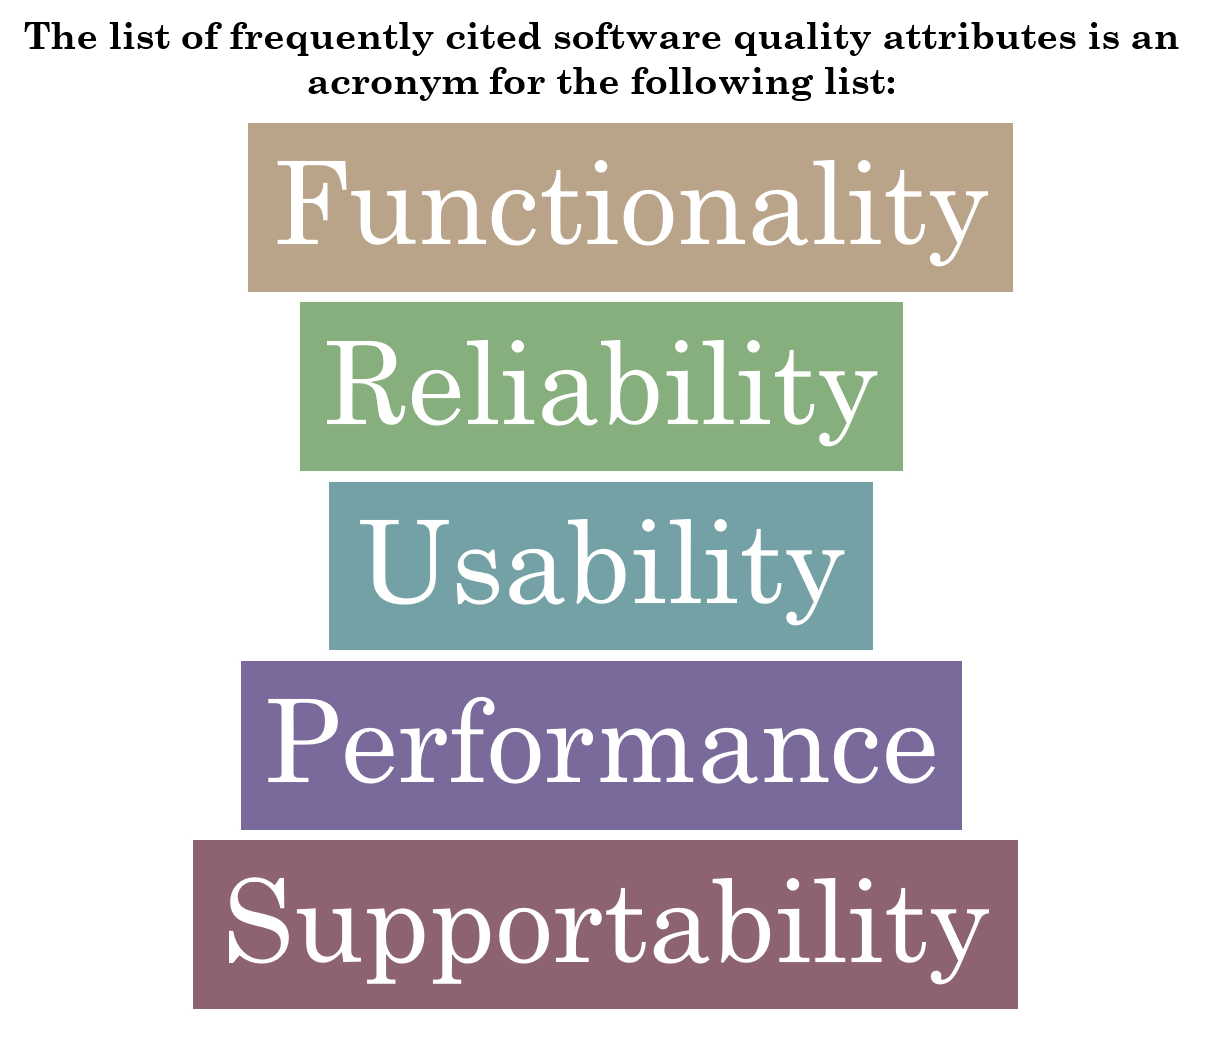 The list of frequently cited software quality attributes is an
acronym for the following list:
Functionality
Reliability
Usability
Performance
Supportability